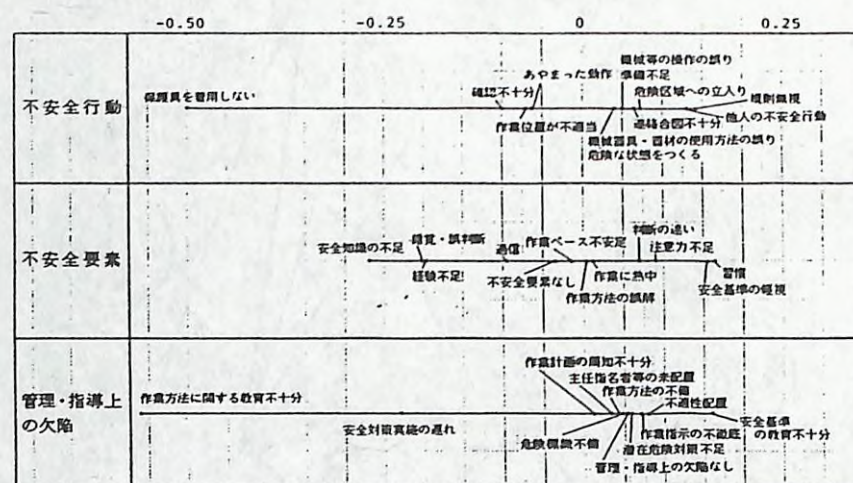 -0.50 -0.25 0 0.25
不安全行動
機械等の操作の誤り
あやまった動作 準備不足
保護具を着用しない
確認不十分
危険区域への立入り
規則無視
作業位置が不適当
連絡合図不十分
他人の不安全行動
機械器具・器材の使用方法の誤り
危険な状態をつくる
不安全要素
判断の違い
安全知識の不足
錯覚・誤判断
過信
作業ペース不安定
注意力不足
経験不足
不安全要素なし
作業に熱中
習慣
作業方法の誤解
安全基準の軽視
管理・指導上
の欠陥
作業計画の周知不十分
主任指名者等の未配置
作業方法の不備
作業方法に関する教育不十分
不適性配置
安全対策実施の遅れ
安全基準
の教育不十分
危険標識不備
作業指示の不徹底
潜在危険対策不足
管理・指導上の欠陥なし